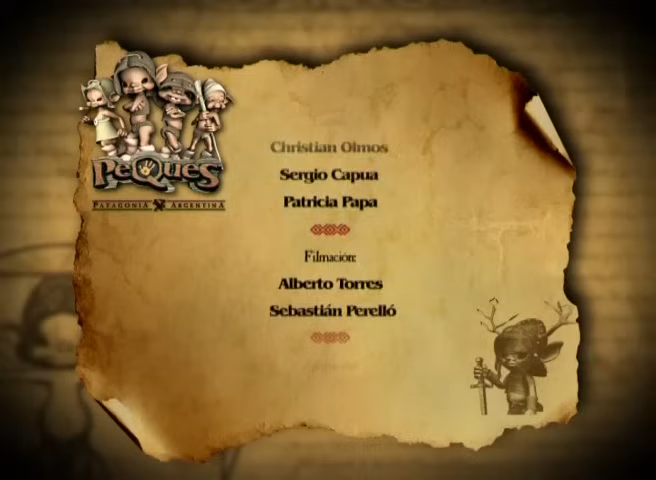 PeQueS
PATAGONIA ARGENTINA
Christian Olmos
Sergio Capua
Patricia Papa
Filmación:
Alberto Torres
Sebastián Perelló